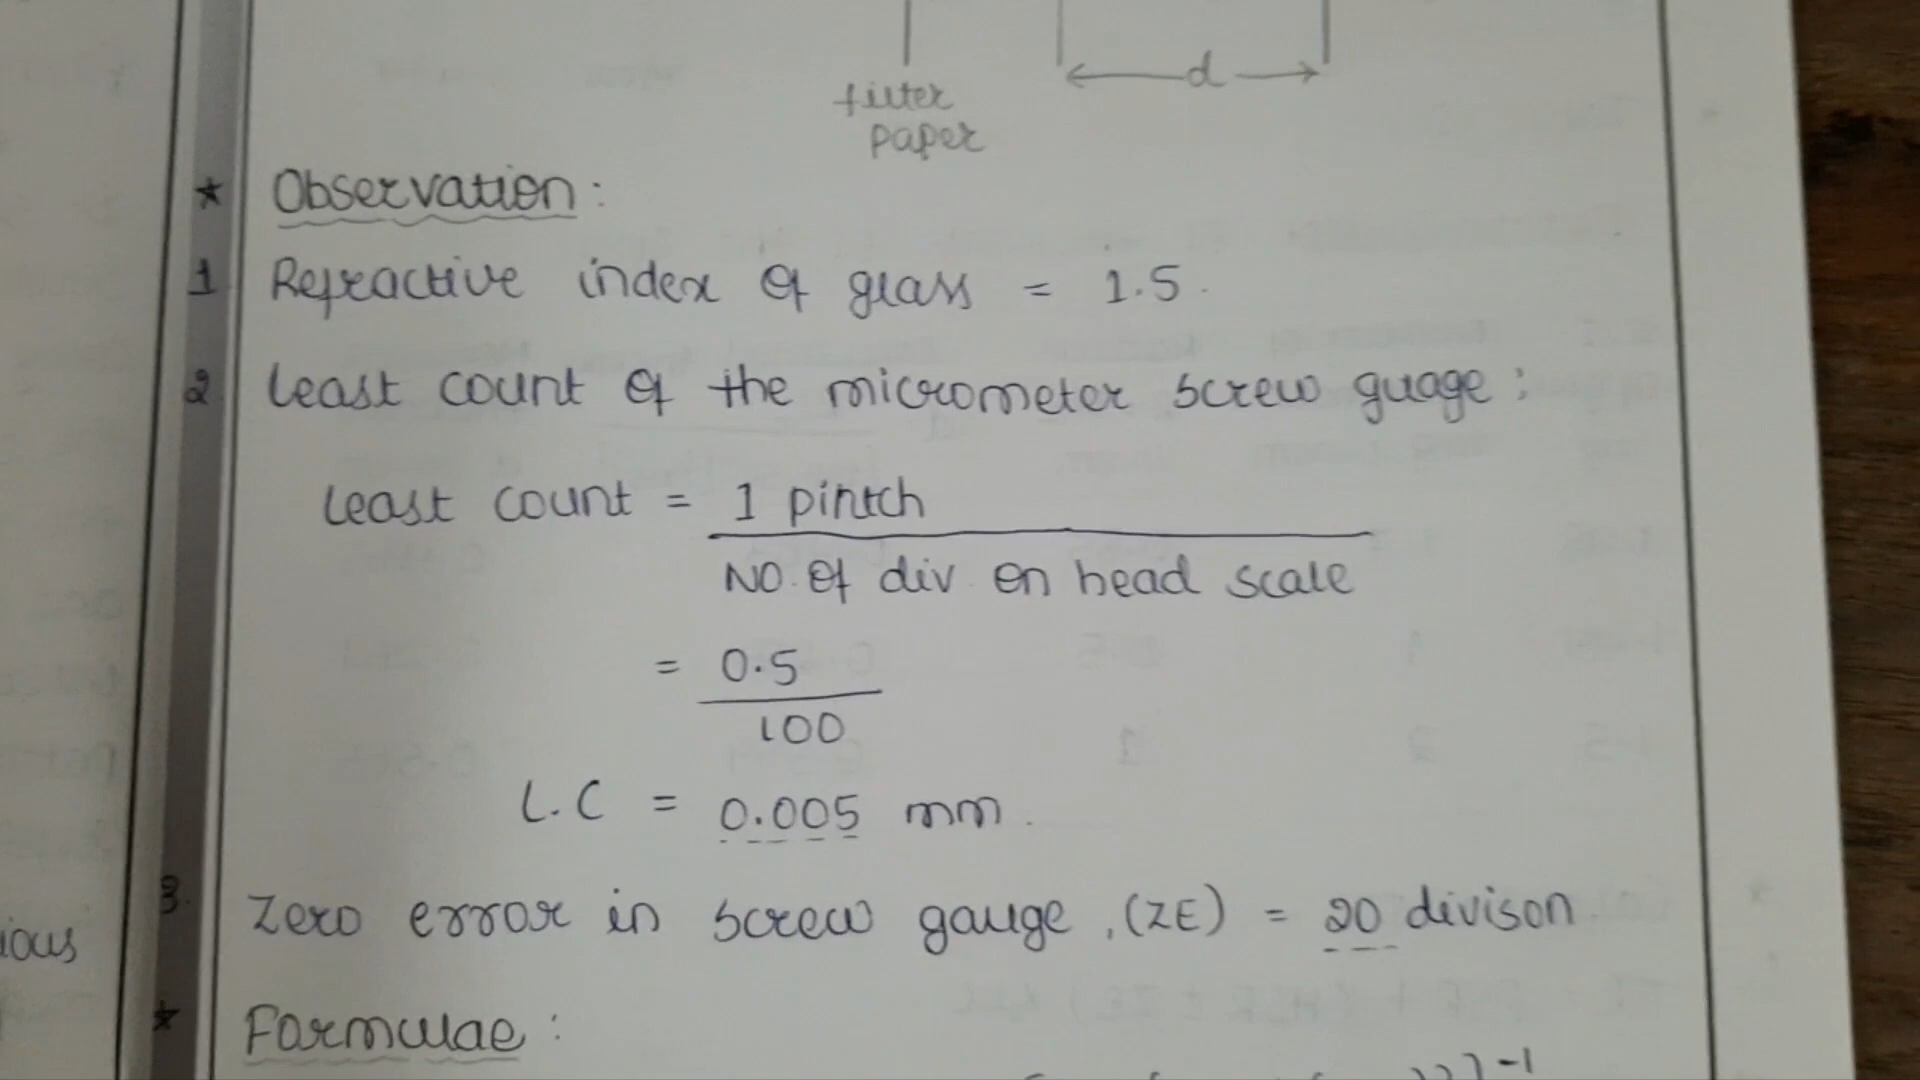 d
filter
paper
* Observation:
1 Refractive index of glass = 1.5.
2 Least count of the micrometer screw guage:
Least count = 1 pintch
No. of div on head scale
= 0.5
100
L.C = 0.005 mm.
3. Zero error in screw gauge, (ZE) = 20 divison
ious
* Formulae:
-1